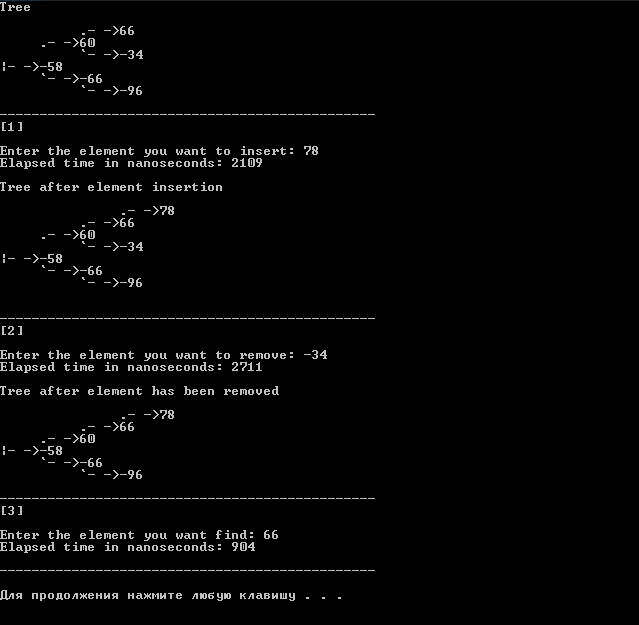 Tree

          .- ->66
     .- ->60
          `- ->-34
¦- ->-58
     `- ->-66
          `- ->-96

-----------------------------------------------
[1]

Enter the element you want to insert: 78
Elapsed time in nanoseconds: 2109

Tree after element insertion

               .- ->78
          .- ->66
     .- ->60
          `- ->-34
¦- ->-58
     `- ->-66
          `- ->-96


-----------------------------------------------
[2]

Enter the element you want to remove: -34
Elapsed time in nanoseconds: 2711

Tree after element has been removed

               .- ->78
          .- ->66
     .- ->60
¦- ->-58
     `- ->-66
          `- ->-96

-----------------------------------------------
[3]

Enter the element you want find: 66
Elapsed time in nanoseconds: 904

-----------------------------------------------

Для продолжения нажмите любую клавишу . . .